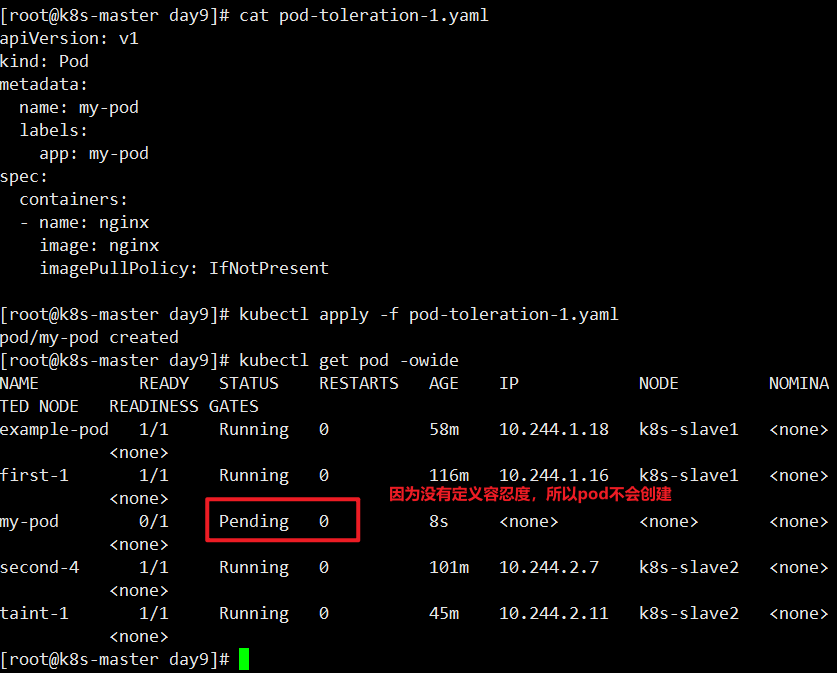 [root@k8s-master day9]# cat pod-toleration-1.yaml
apiVersion: v1
kind: Pod
metadata:
  name: my-pod
  labels:
    app: my-pod
spec:
  containers:
  - name: nginx
    image: nginx
    imagePullPolicy: IfNotPresent
[root@k8s-master day9]# kubectl apply -f pod-toleration-1.yaml
pod/my-pod created
[root@k8s-master day9]# kubectl get pod -owide
NAME          READY   STATUS    RESTARTS   AGE    IP            NODE         NOMINA
TED NODE   READINESS GATES
example-pod   1/1     Running   0          58m    10.244.1.18   k8s-slave1   <none>
           <none>
first-1       1/1     Running   0          116m   10.244.1.16   k8s-slave1   <none>
           <none>
因为没有定义容忍度，所以pod不会创建
my-pod        0/1     Pending   0          8s     <none>        <none>       <none>
           <none>
second-4      1/1     Running   0          101m   10.244.2.7    k8s-slave2   <none>
           <none>
taint-1       1/1     Running   0          45m    10.244.2.11   k8s-slave2   <none>
           <none>
[root@k8s-master day9]#